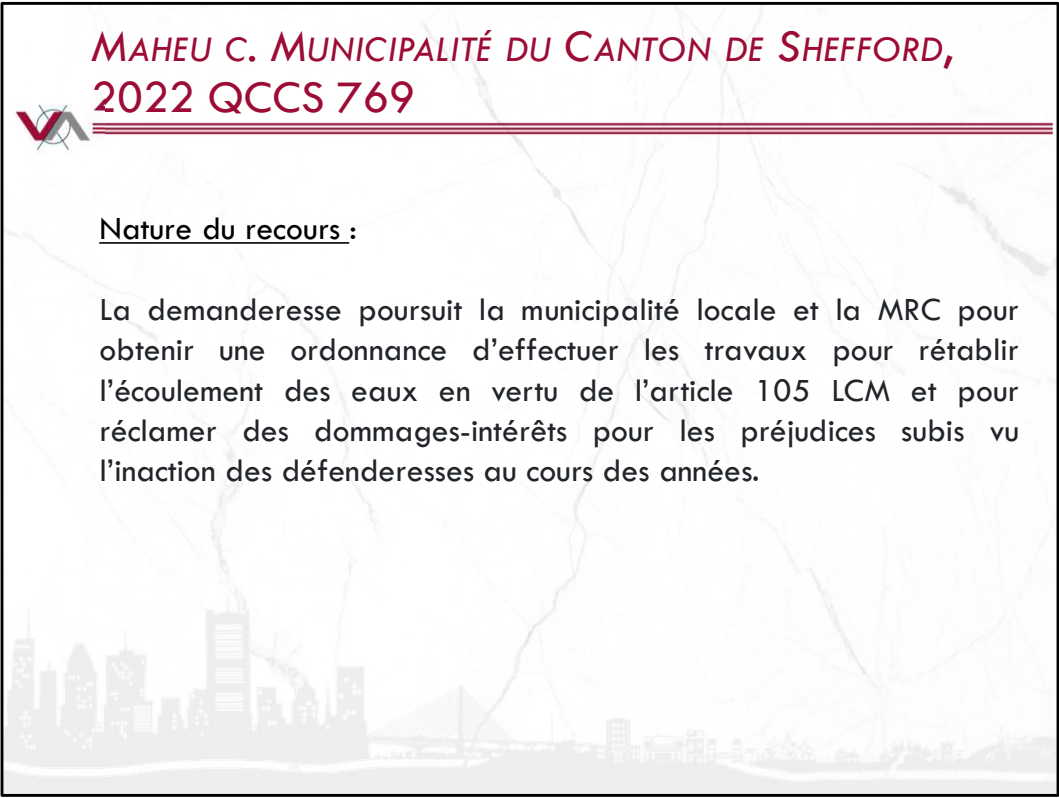 MAHEU C. MUNICIPALITÉ DU CANTON DE SHEFFORD,
2022 QCCS 769
Nature du recours :
La demanderesse poursuit la municipalité locale et la MRC pour
obtenir une ordonnance d’effectuer les travaux pour rétablir
l’écoulement des eaux en vertu de l’article 105 LCM et pour
réclamer des dommages-intérêts pour les préjudices subis vu
l’inaction des défenderesses au cours des années.